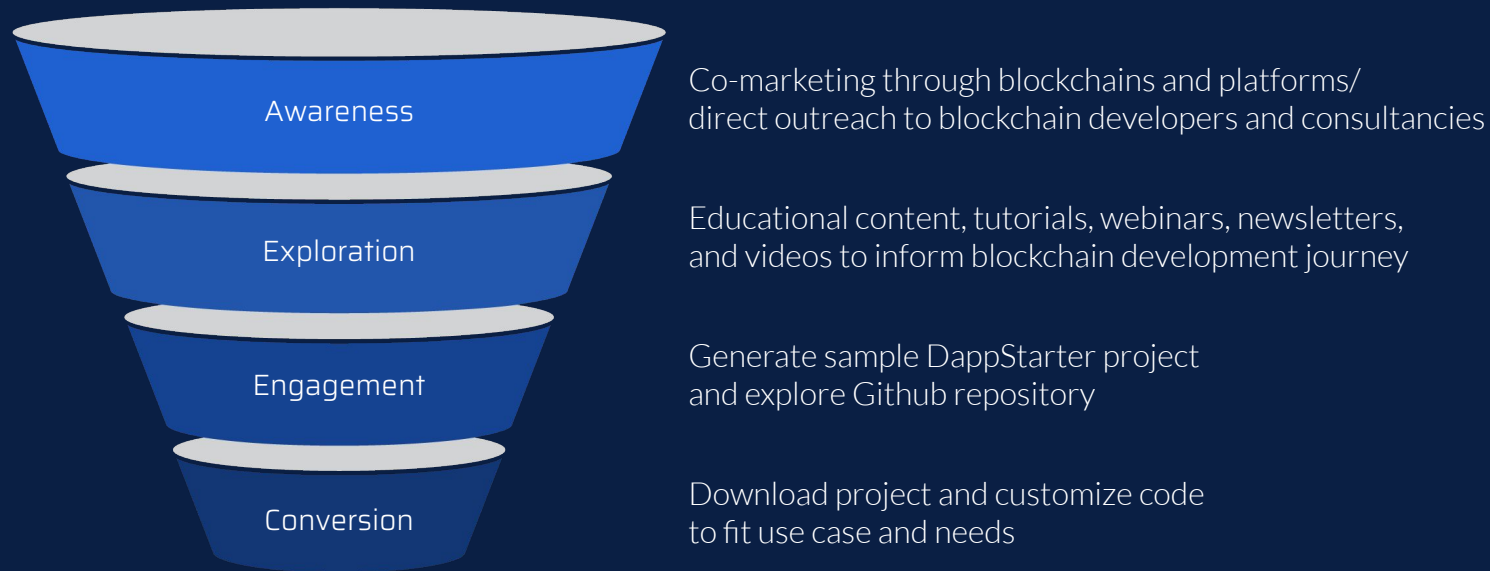 Awareness
Co-marketing through blockchains and platforms/
direct outreach to blockchain developers and consultancies
Exploration
Educational content, tutorials, webinars, newsletters,
and videos to inform blockchain development journey
Engagement
Generate sample DappStarter project
and explore Github repository
Conversion
Download project and customize code
to fit use case and needs